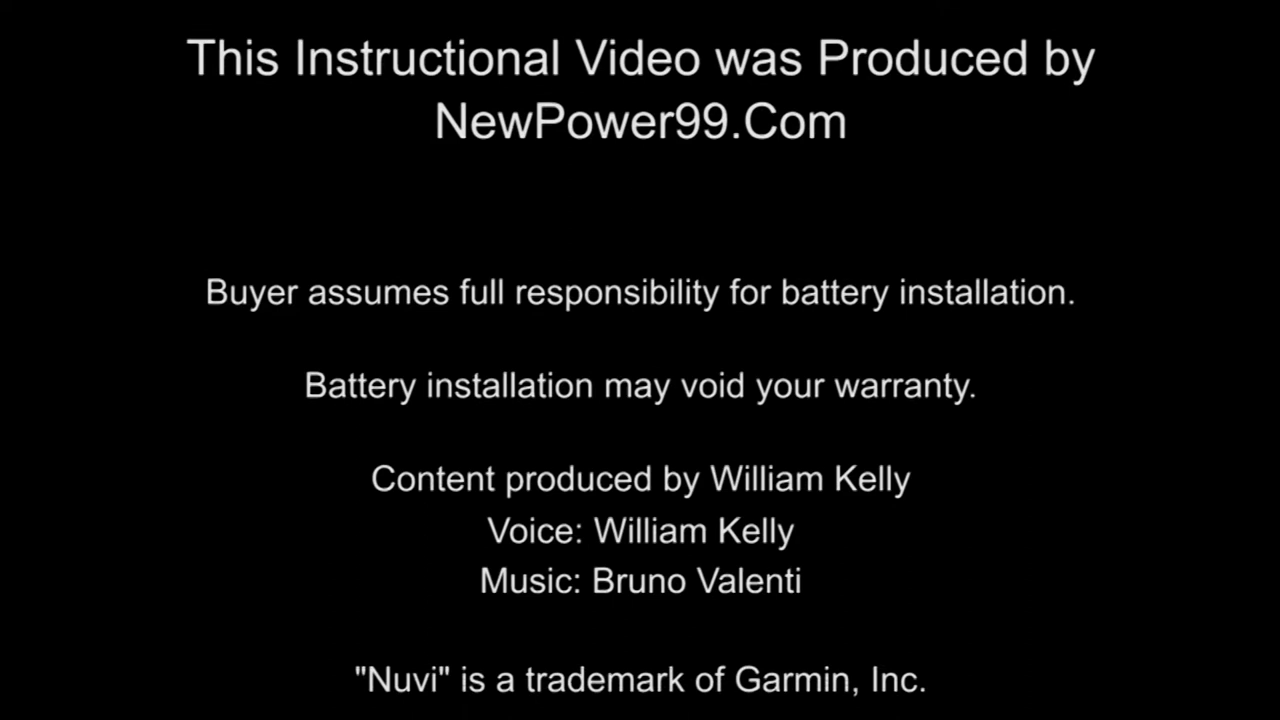 This Instructional Video was Produced by
NewPower99.Com
Buyer assumes full responsibility for battery installation.
Battery installation may void your warranty.
Content produced by William Kelly
Voice: William Kelly
Music: Bruno Valenti
"Nuvi" is a trademark of Garmin, Inc.